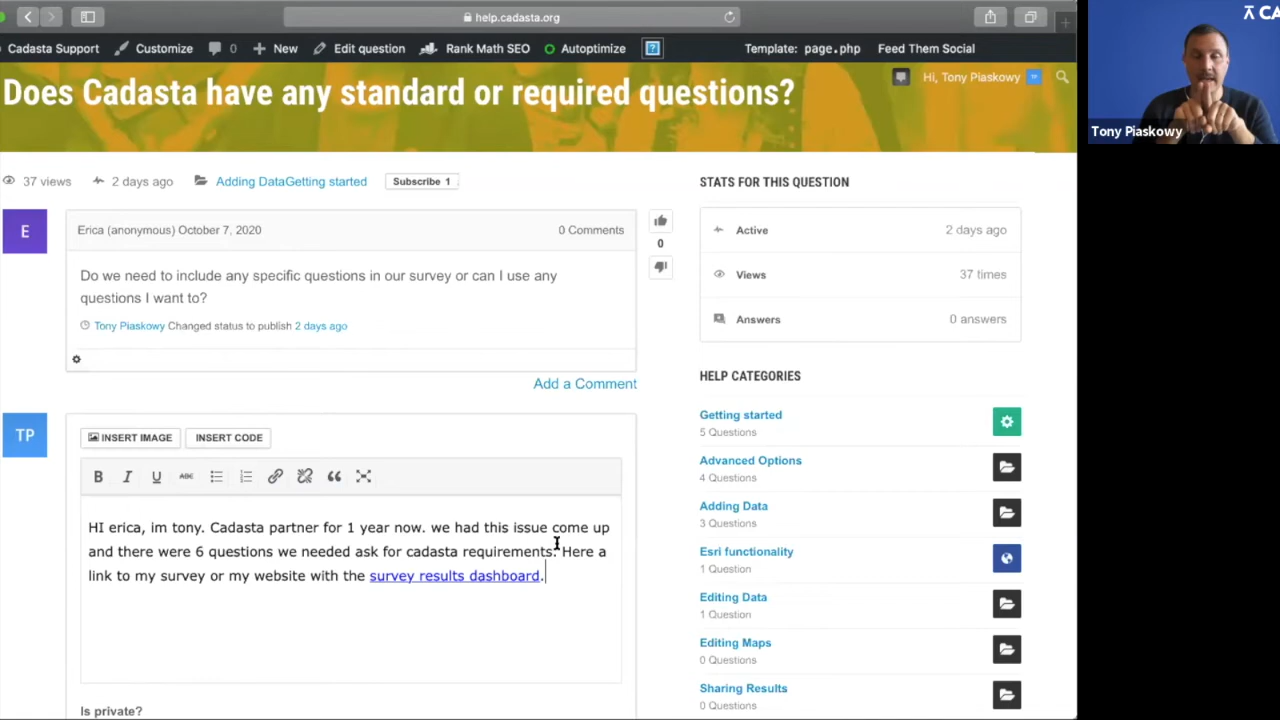 help.cadasta.org
Cadasta Support Customize 0 New Edit question Rank Math SEO Autoptimize ? Template: page.php Feed Them Social
CA
Hi, Tony Piaskowy TP
Does Cadasta have any standard or required questions?
Tony Piaskowy
37 views 2 days ago Adding DataGetting started Subscribe 1
E
Erica (anonymous) October 7, 2020 0 Comments
0
Do we need to include any specific questions in our survey or can I use any
questions I want to?
Tony Piaskowy Changed status to publish 2 days ago
Add a Comment
TP
INSERT IMAGE INSERT CODE
B I U ABC
HI erica, im tony. Cadasta partner for 1 year now. we had this issue come up
and there were 6 questions we needed ask for cadasta requirements. Here a
link to my survey or my website with the survey results dashboard.
Is private?
STATS FOR THIS QUESTION
Active 2 days ago
Views 37 times
Answers 0 answers
HELP CATEGORIES
Getting started
5 Questions
Advanced Options
4 Questions
Adding Data
3 Questions
Esri functionality
1 Question
Editing Data
1 Question
Editing Maps
0 Questions
Sharing Results
0 Questions